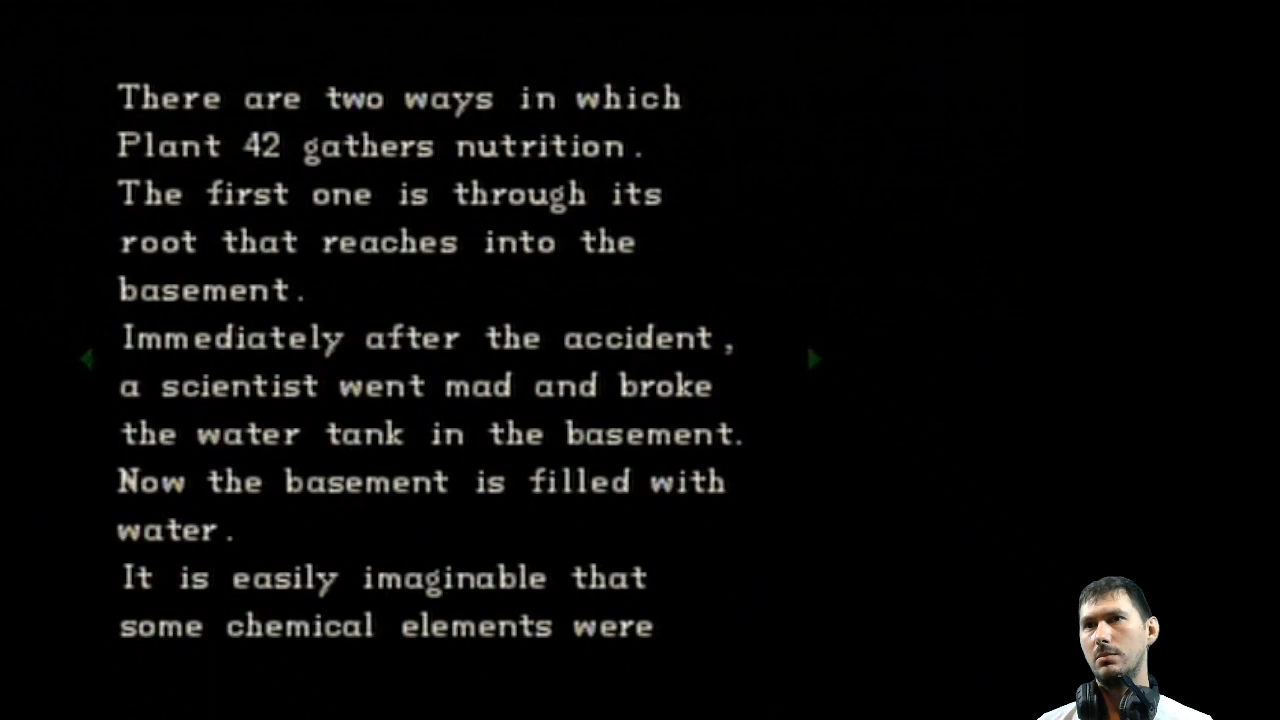 There are two ways in which
Plant 42 gathers nutrition.
The first one is through its
root that reaches into the
basement.
Immediately after the accident,
a scientist went mad and broke
the water tank in the basement.
Now the basement is filled with
water.
It is easily imaginable that
some chemical elements were